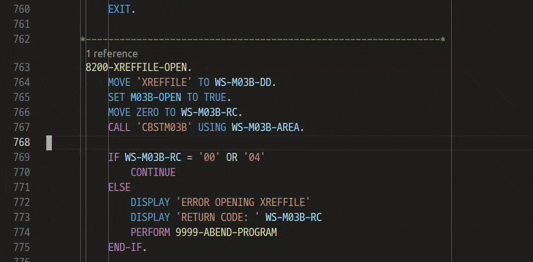 760 EXIT.
761
762 *---------------------------------------------------------------*
1 reference
763 8200-XREFFILE-OPEN.
764 MOVE 'XREFFILE' TO WS-M03B-DD.
765 SET M03B-OPEN TO TRUE.
766 MOVE ZERO TO WS-M03B-RC.
767 CALL 'CBSTM03B' USING WS-M03B-AREA.
768
769 IF WS-M03B-RC = '00' OR '04'
770 CONTINUE
771 ELSE
772 DISPLAY 'ERROR OPENING XREFFILE'
773 DISPLAY 'RETURN CODE: ' WS-M03B-RC
774 PERFORM 9999-ABEND-PROGRAM
775 END-IF.